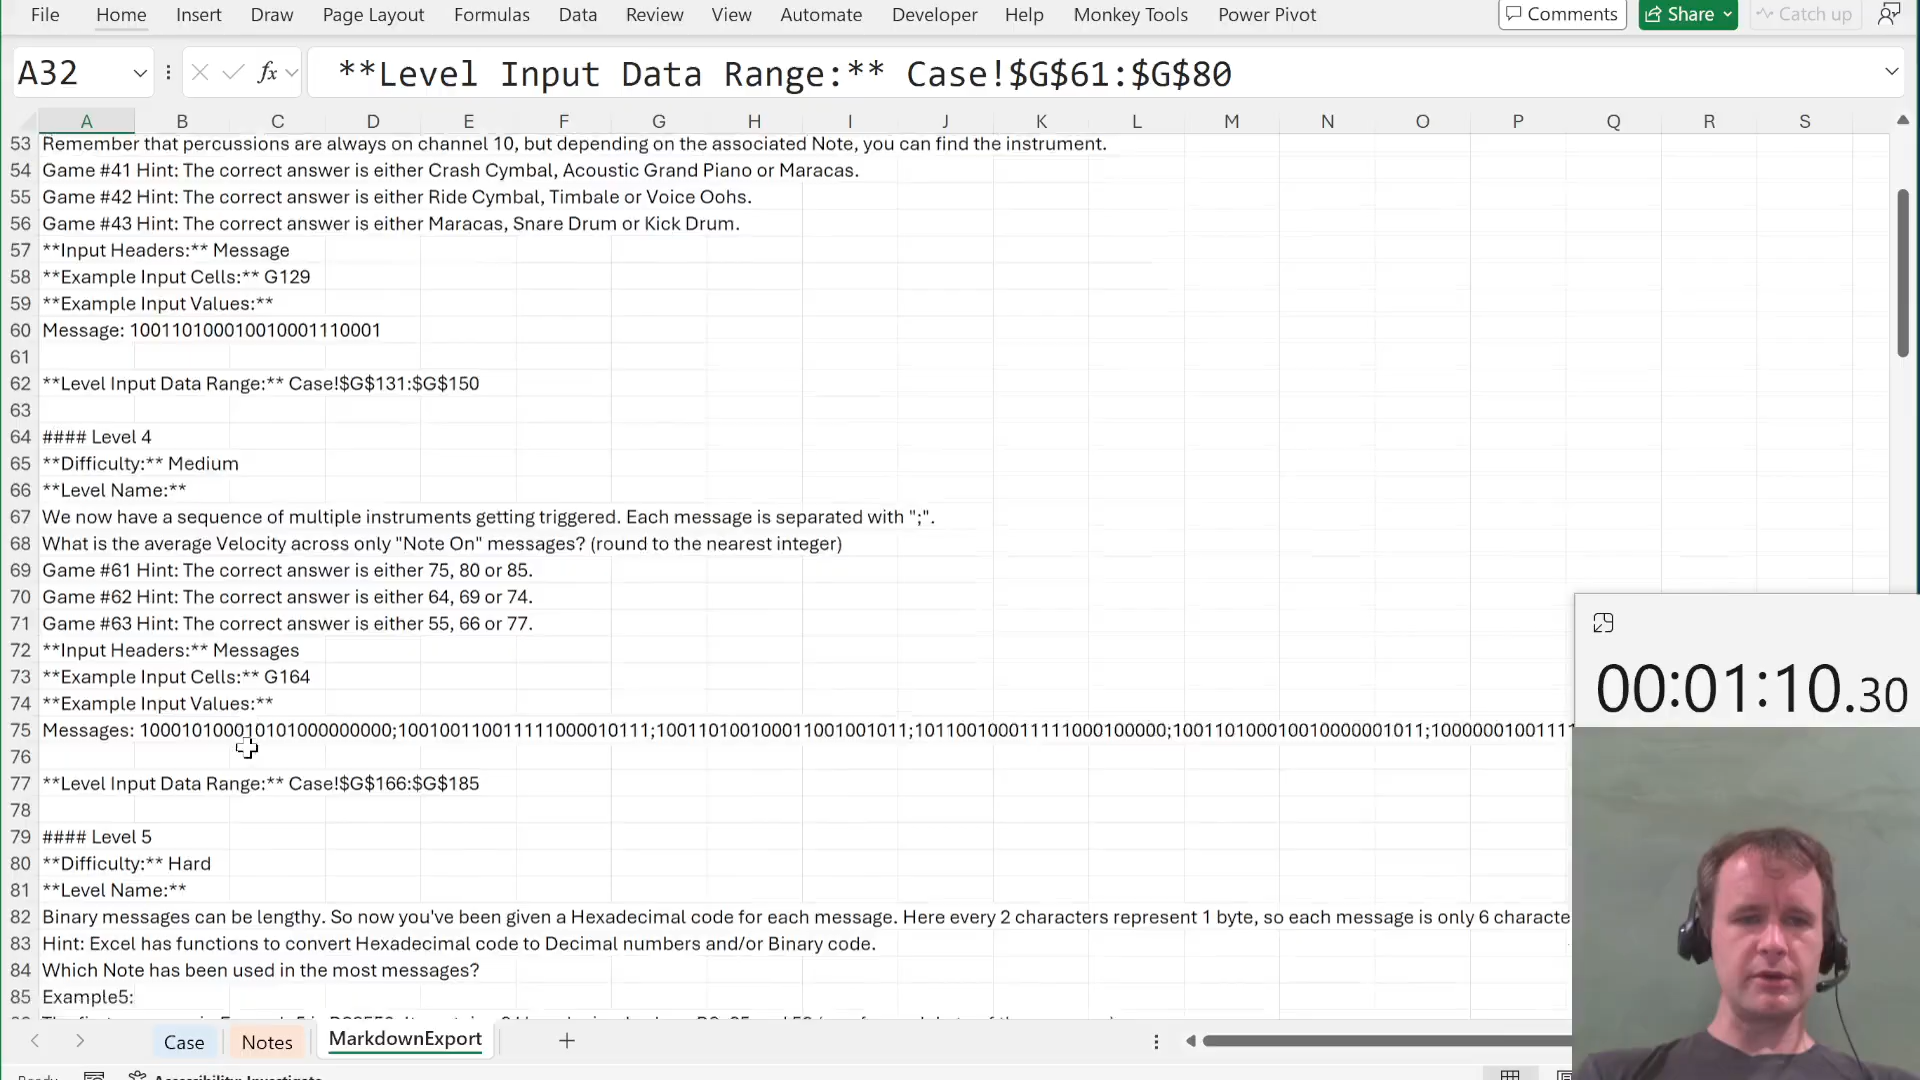 File Home Insert Draw Page Layout Formulas Data Review View Automate Developer Help Monkey Tools Power Pivot Comments Share Catch up
A32 fx **Level Input Data Range:** Case!$G$61:$G$80
A B C D E F G H I J K L M N O P Q R S
53 Remember that percussions are always on channel 10, but depending on the associated Note, you can find the instrument.
54 Game #41 Hint: The correct answer is either Crash Cymbal, Acoustic Grand Piano or Maracas.
55 Game #42 Hint: The correct answer is either Ride Cymbal, Timbale or Voice Oohs.
56 Game #43 Hint: The correct answer is either Maracas, Snare Drum or Kick Drum.
57 **Input Headers:** Message
58 **Example Input Cells:** G129
59 **Example Input Values:**
60 Message: 100110100010010001110001
61
62 **Level Input Data Range:** Case!$G$131:$G$150
63
64 #### Level 4
65 **Difficulty:** Medium
66 **Level Name:**
67 We now have a sequence of multiple instruments getting triggered. Each message is separated with ";".
68 What is the average Velocity across only "Note On" messages? (round to the nearest integer)
69 Game #61 Hint: The correct answer is either 75, 80 or 85.
70 Game #62 Hint: The correct answer is either 64, 69 or 74.
71 Game #63 Hint: The correct answer is either 55, 66 or 77.
72 **Input Headers:** Messages
73 **Example Input Cells:** G164
74 **Example Input Values:**
00:01:10.30
75 Messages: 100010100010101000000000;100100110011111000010111;100110100100011001001011;101100100011111000100000;100110100010010000001011;1000000100111
76
77 **Level Input Data Range:** Case!$G$166:$G$185
78
79 #### Level 5
80 **Difficulty:** Hard
81 **Level Name:**
82 Binary messages can be lengthy. So now you've been given a Hexadecimal code for each message. Here every 2 characters represent 1 byte, so each message is only 6 characte
83 Hint: Excel has functions to convert Hexadecimal code to Decimal numbers and/or Binary code.
84 Which Note has been used in the most messages?
85 Example5:
Case Notes MarkdownExport